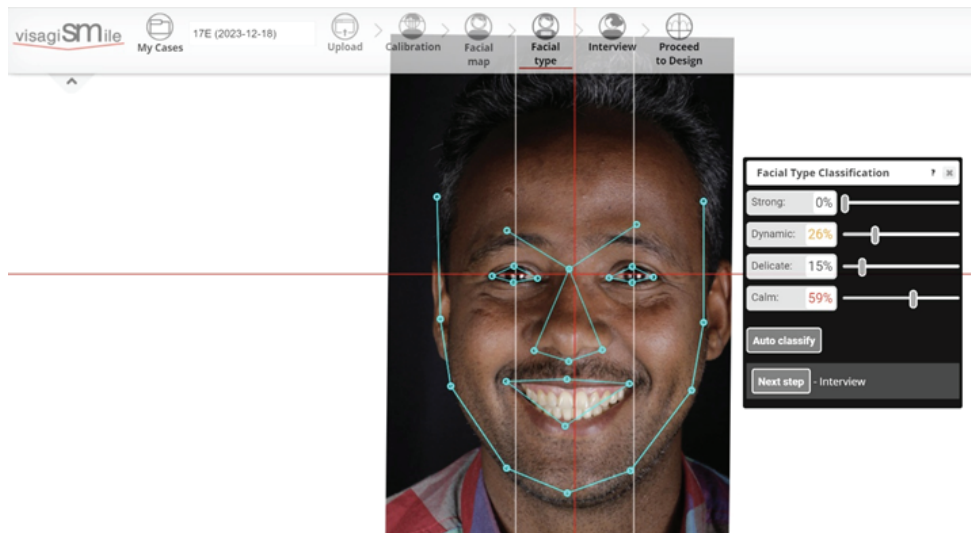 visagiSMile
My Cases
17E (2023-12-18)
Upload
Calibration
Facial
map
Facial
type
Interview
Proceed
to Design
Facial Type Classification
?
Strong: 0%
Dynamic: 26%
Delicate: 15%
Calm: 59%
Auto classify
Next step - Interview